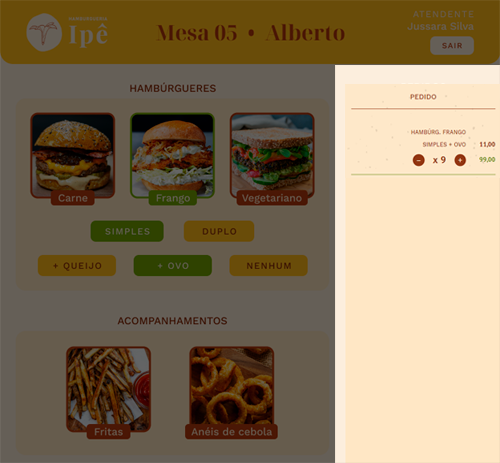 Ipê
Mesa 05 • Alberto
ATENDENTE
Jussara Silva
SAIR
HAMBÚRGUERES
Carne
Frango
Vegetariano
SIMPLES
DUPLO
+ QUEIJO
+ OVO
NENHUM
ACOMPANHAMENTOS
Fritas
Anéis de cebola
PEDIDO
HAMBÚRG. FRANGO
SIMPLES + OVO 11,00
− x 9 + 99,00